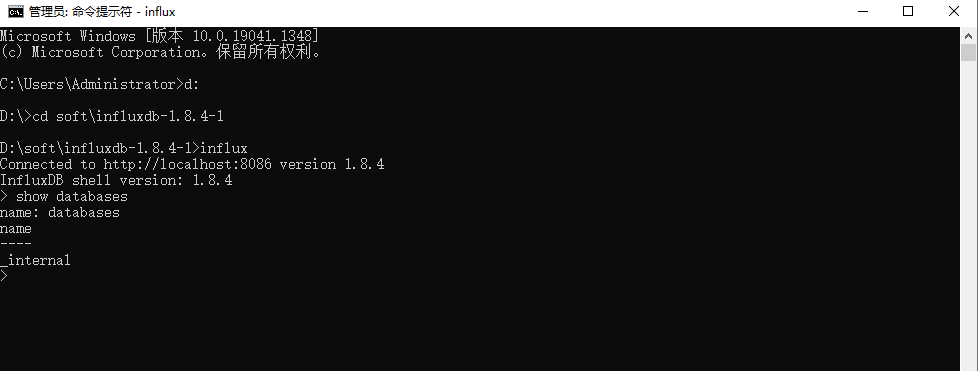 管理员: 命令提示符 - influx
Microsoft Windows [版本 10.0.19041.1348]
(c) Microsoft Corporation。保留所有权利。
C:\Users\Administrator>d:
D:\>cd soft\influxdb-1.8.4-1
D:\soft\influxdb-1.8.4-1>influx
Connected to http://localhost:8086 version 1.8.4
InfluxDB shell version: 1.8.4
> show databases
name: databases
name
----
_internal
>